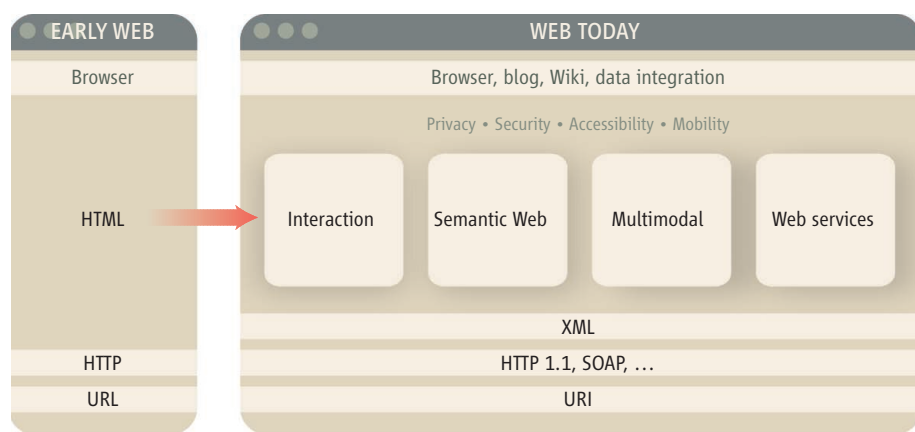 EARLY WEB
Browser
HTML
HTTP
URL
WEB TODAY
Browser, blog, Wiki, data integration
Privacy • Security • Accessibility • Mobility
Interaction
Semantic Web
Multimodal
Web services
XML
HTTP 1.1, SOAP, …
URI